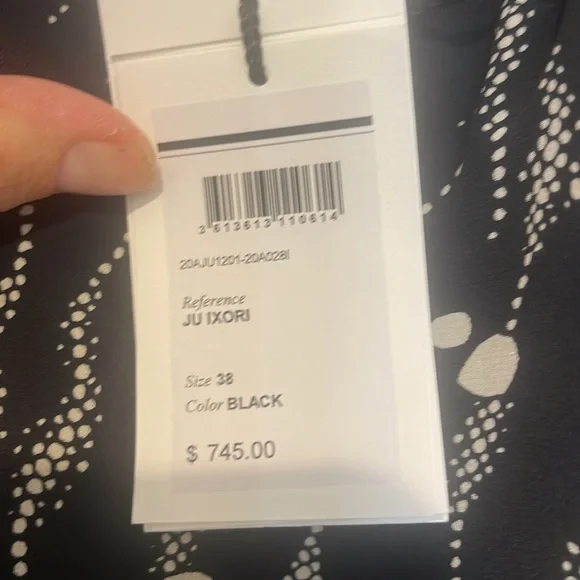 3 613613 110614
20AJU1201-20A028I
Reference
JU IXORI
Size 38
Color BLACK
$ 745.00